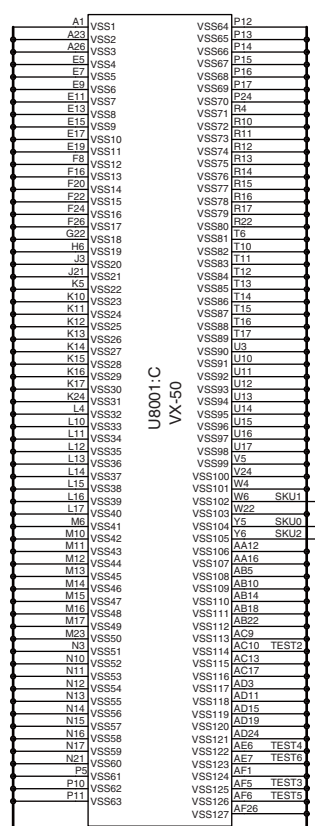 A1 VSS1
A23 VSS2
A26 VSS3
E5 VSS4
E7 VSS5
E9 VSS6
E11 VSS7
E13 VSS8
E15 VSS9
E17 VSS10
E19 VSS11
F8 VSS12
F16 VSS13
F20 VSS14
F22 VSS15
F24 VSS16
F26 VSS17
G22 VSS18
H6 VSS19
J3 VSS20
J21 VSS21
K5 VSS22
K10 VSS23
K11 VSS24
K12 VSS25
K13 VSS26
K14 VSS27
K15 VSS28
K16 VSS29
K17 VSS30
K24 VSS31
L4 VSS32
L10 VSS33
L11 VSS34
L12 VSS35
L13 VSS36
L14 VSS37
L15 VSS38
L16 VSS39
L17 VSS40
M6 VSS41
M10 VSS42
M11 VSS43
M12 VSS44
M13 VSS45
M14 VSS46
M15 VSS47
M16 VSS48
M17 VSS49
M23 VSS50
N3 VSS51
N10 VSS52
N11 VSS53
N12 VSS54
N13 VSS55
N14 VSS56
N15 VSS57
N16 VSS58
N17 VSS59
N21 VSS60
P5 VSS61
P10 VSS62
P11 VSS63
U8001:C
VX-50
VSS64 P12
VSS65 P13
VSS66 P14
VSS67 P15
VSS68 P16
VSS69 P17
VSS70 P24
VSS71 R4
VSS72 R10
VSS73 R11
VSS74 R12
VSS75 R13
VSS76 R14
VSS77 R15
VSS78 R16
VSS79 R17
VSS80 R22
VSS81 T6
VSS82 T10
VSS83 T11
VSS84 T12
VSS85 T13
VSS86 T14
VSS87 T15
VSS88 T16
VSS89 T17
VSS90 U3
VSS91 U10
VSS92 U11
VSS93 U12
VSS94 U13
VSS95 U14
VSS96 U15
VSS97 U16
VSS98 U17
VSS99 V5
VSS100 V24
VSS101 W4
VSS102 W6 SKU1
VSS103 W22
VSS104 Y5 SKU0
VSS105 Y6 SKU2
VSS106 AA12
VSS107 AA16
VSS108 AB5
VSS109 AB10
VSS110 AB14
VSS111 AB18
VSS112 AB22
VSS113 AC9
VSS114 AC10 TEST2
VSS115 AC13
VSS116 AC17
VSS117 AD3
VSS118 AD11
VSS119 AD15
VSS120 AD19
VSS121 AD24
VSS122 AE6 TEST4
VSS123 AE7 TEST6
VSS124 AF1
VSS125 AF5 TEST3
VSS126 AF6 TEST5
VSS127 AF26